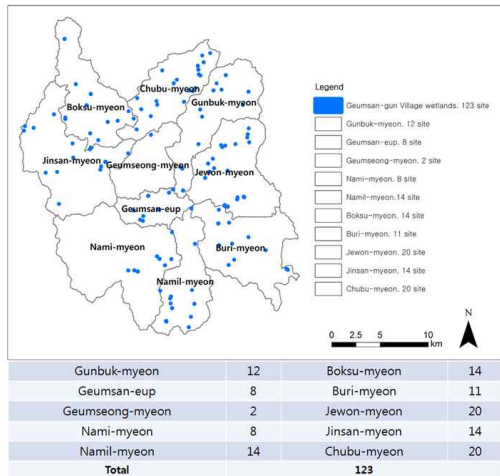 Chubu-myeon
Boksu-myeon
Gunbuk-myeon
Jinsan-myeon
Geumseong-myeon
Jewon-myeon
Geumsan-eup
Nami-myeon
Buri-myeon
Namil-myeon
Legend
Geumsan-gun Village wetlands. 123 site
Gunbuk-myeon. 12 site
Geumsan-eup. 8 site
Geumseong-myeon. 2 site
Nami-myeon. 8 site
Namil-myeon.14 site
Boksu-myeon. 14 site
Buri-myeon. 11 site
Jewon-myeon. 20 site
Jinsan-myeon. 14 site
Chubu-myeon. 20 site
N
0 2.5 5 10
km
Gunbuk-myeon 12 Boksu-myeon 14
Geumsan-eup 8 Buri-myeon 11
Geumseong-myeon 2 Jewon-myeon 20
Nami-myeon 8 Jinsan-myeon 14
Namil-myeon 14 Chubu-myeon 20
Total 123